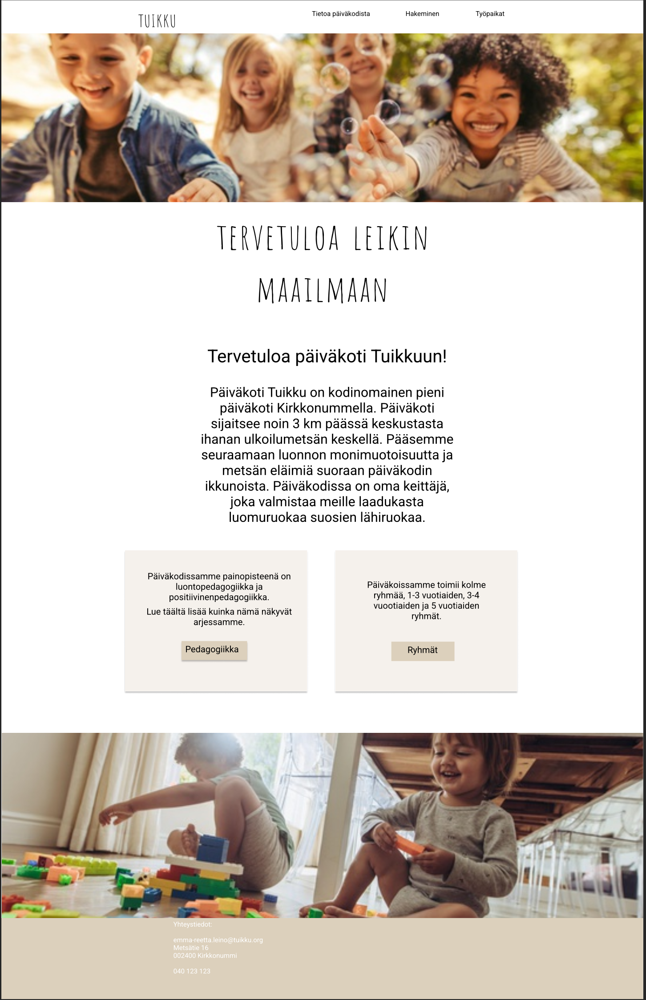 TUIKKU
Tietoa päiväkodista
Hakeminen
Työpaikat
TERVETULOA LEIKIN
MAAILMAAN
Tervetuloa päiväkoti Tuikkuun!
Päiväkoti Tuikku on kodinomainen pieni
päiväkoti Kirkkonummella. Päiväkoti
sijaitsee noin 3 km päässä keskustasta
ihanan ulkoilumetsän keskellä. Pääsemme
seuraamaan luonnon monimuotoisuutta ja
metsän eläimiä suoraan päiväkodin
ikkunoista. Päiväkodissa on oma keittäjä,
joka valmistaa meille laadukasta
luomuruokaa suosien lähiruokaa.
Päiväkodissamme painopisteenä on
luontopedagogiikka ja
positiivinenpedagogiikka.
Lue täältä lisää kuinka nämä näkyvät
arjessamme.
Pedagogiikka
Päiväkoissamme toimii kolme
ryhmää, 1-3 vuotiaiden, 3-4
vuootiaiden ja 5 vuotiaiden
ryhmät.
Ryhmät
Yhteystiedot:
emma-reetta.leino@tuikku.org
Metsätie 16
002400 Kirkkonummi
040 123 123